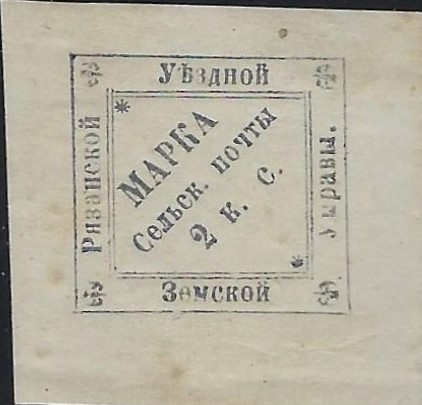 Рязанской
Уѣздной
Земской
Управы.
МАРКА
Сельск. почты
2 к. с.